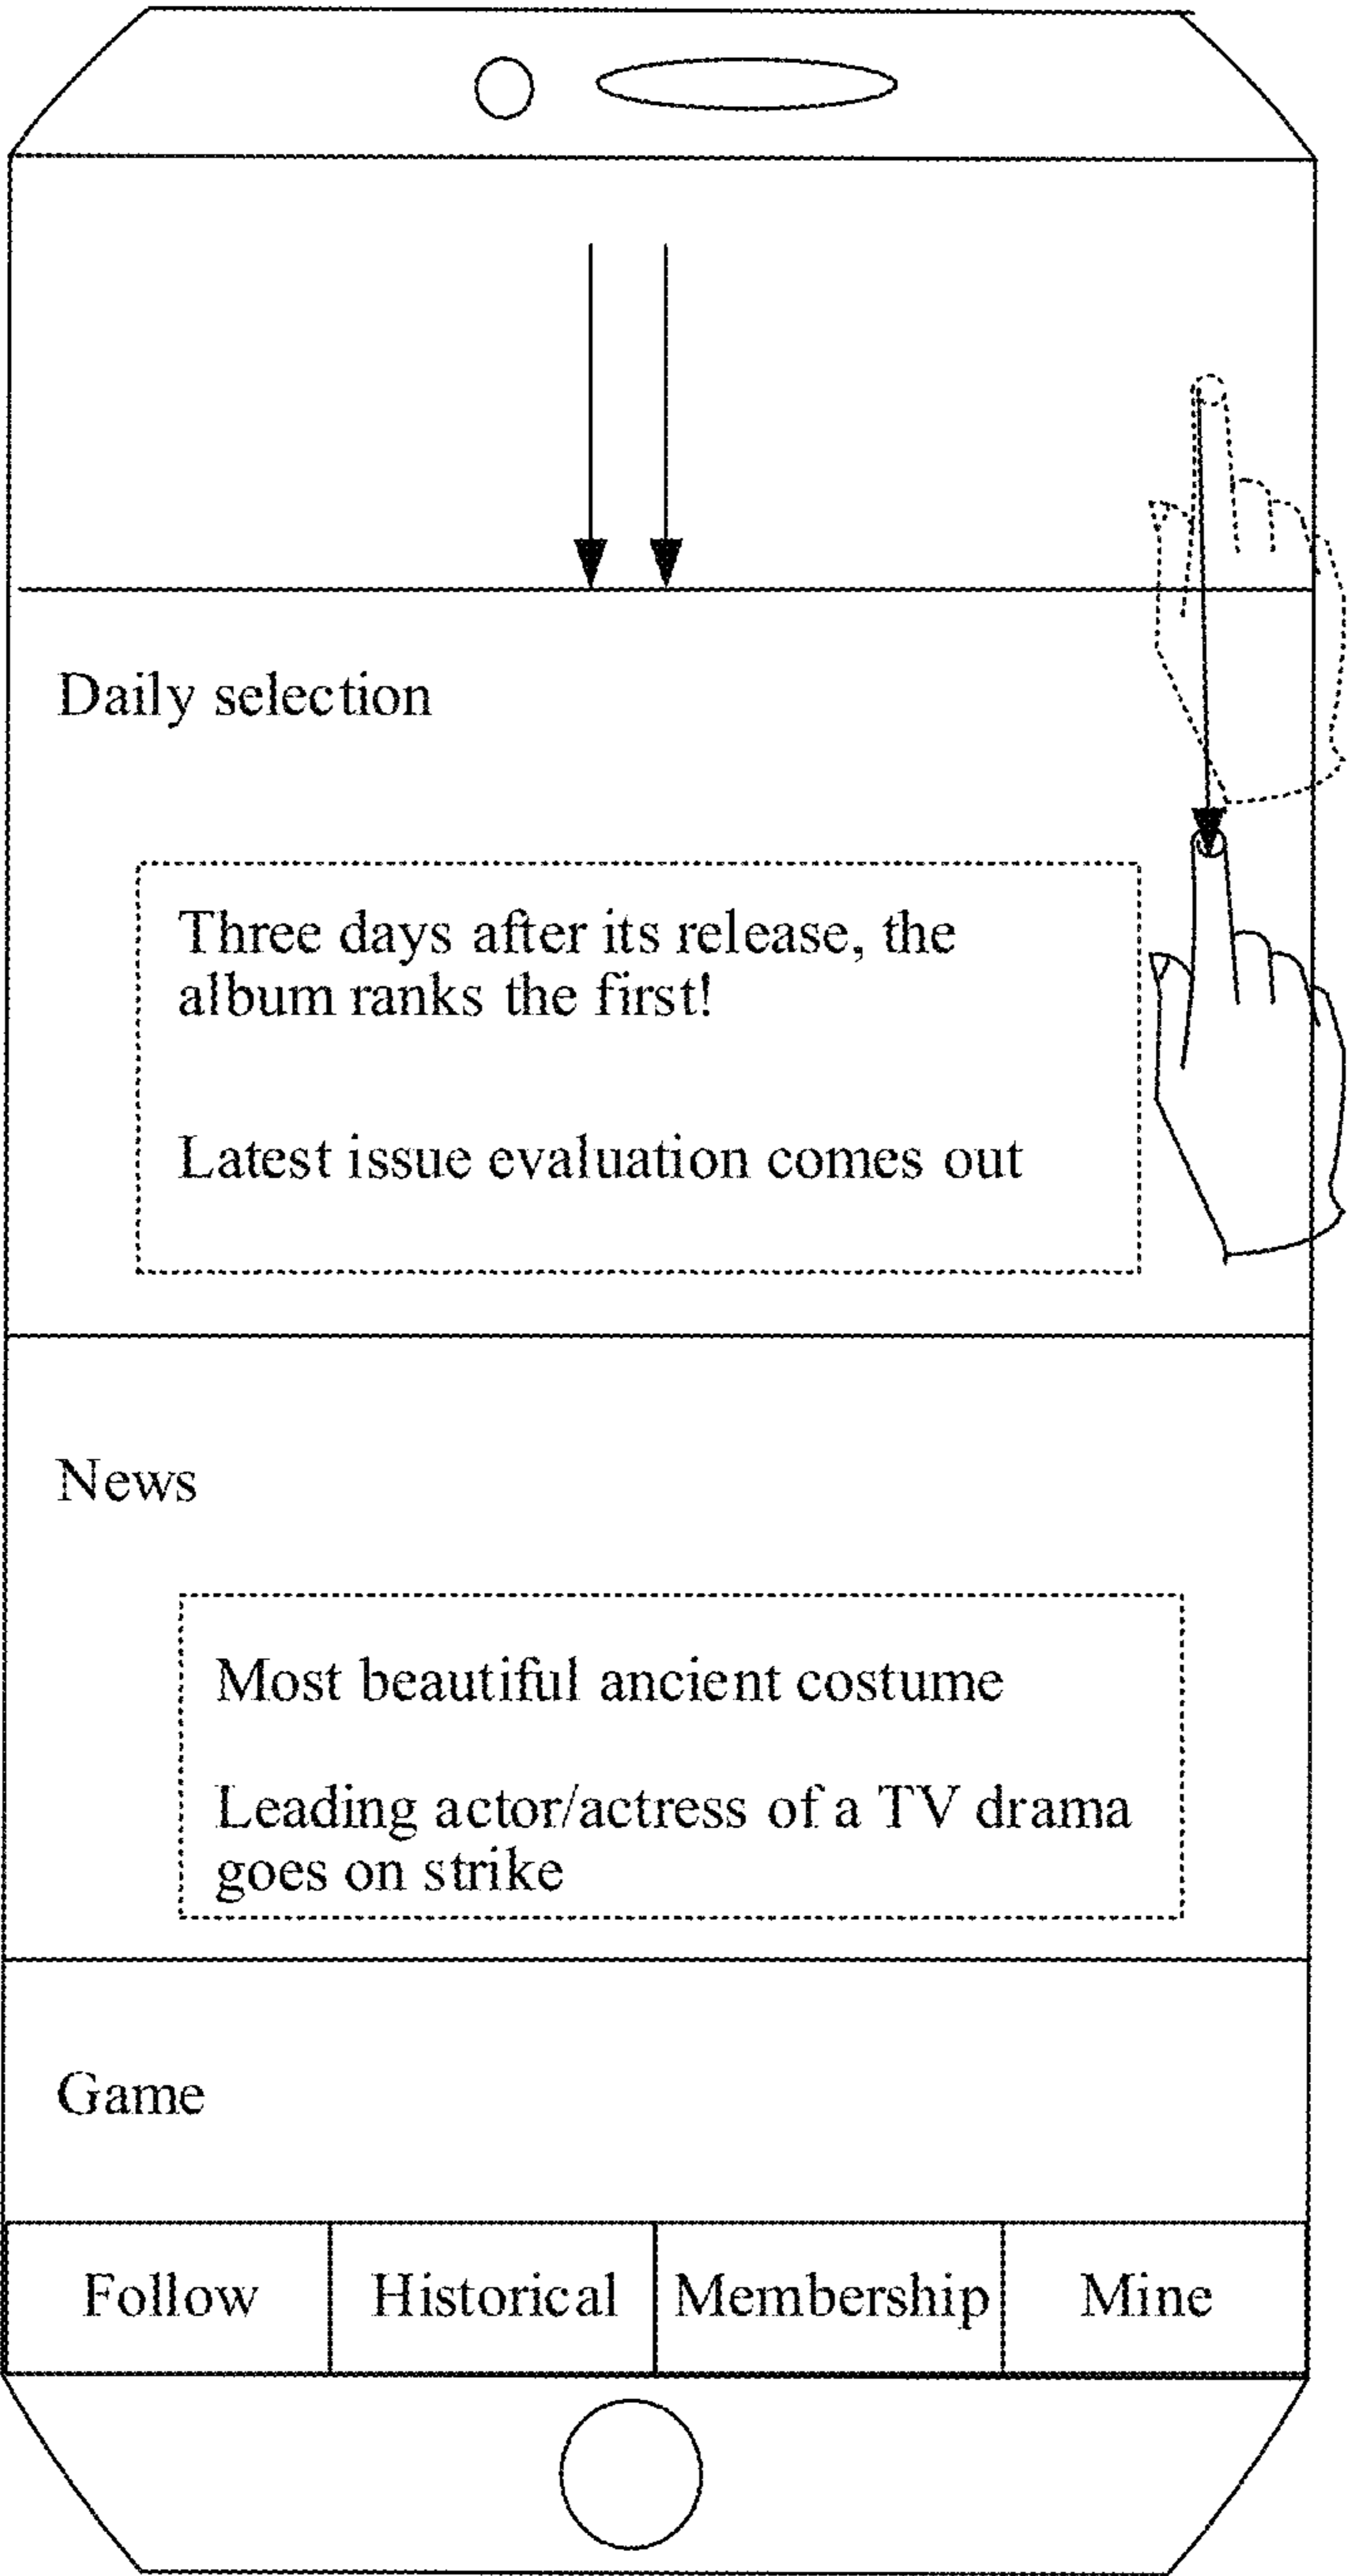 Daily selection
Three days after its release, the
album ranks the first!
Latest issue evaluation comes out
News
Most beautiful ancient costume
Leading actor/actress of a TV drama
goes on strike
Game
Follow
Historical
Membership
Mine